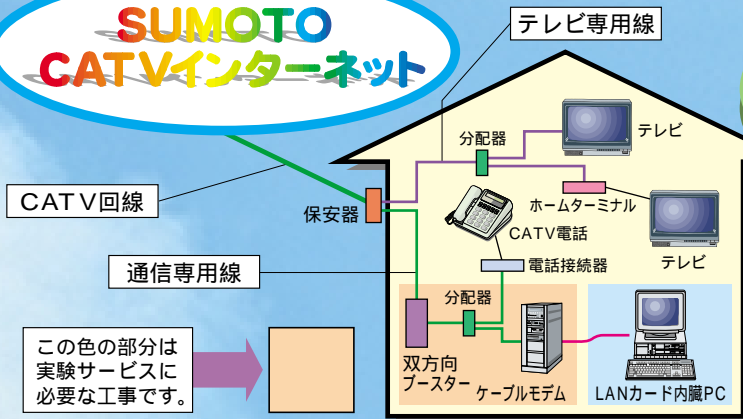 SUMOTO
CATVインターネット
テレビ専用線
分配器
テレビ
CATV回線
保安器
ホームターミナル
CATV電話
テレビ
通信専用線
電話接続器
分配器
この色の部分は
実験サービスに
必要な工事です。
双方向
ブースター
ケーブルモデム
LANカード内臓PC